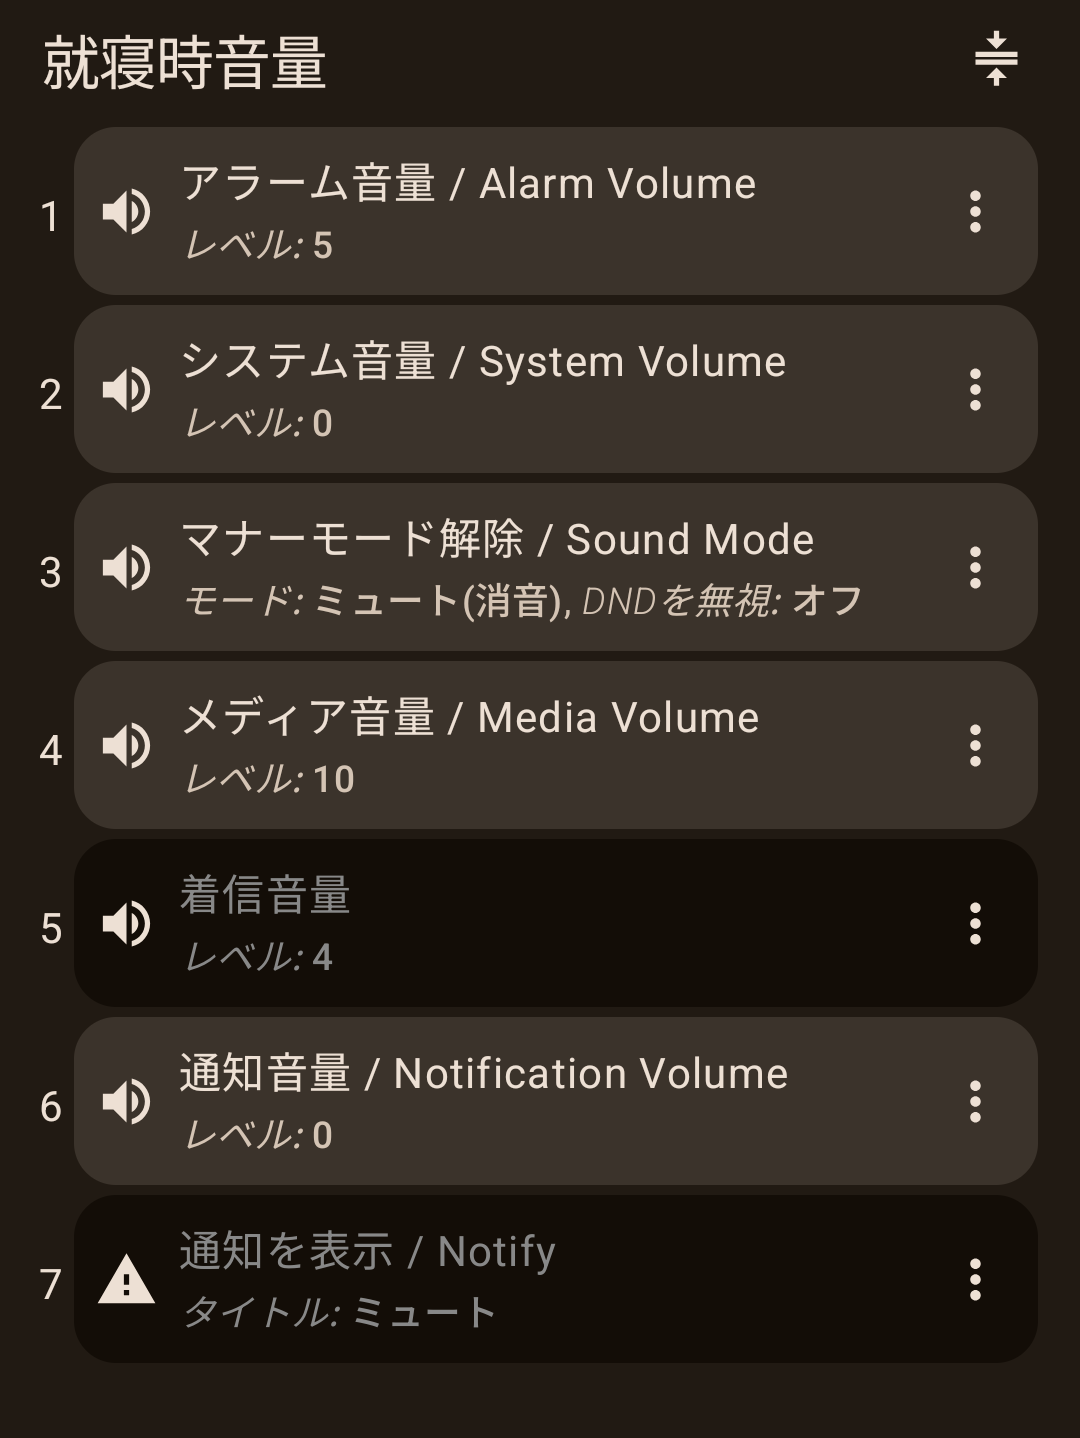 就寝時音量
1
アラーム音量 / Alarm Volume
レベル: 5
2
システム音量 / System Volume
レベル: 0
3
マナーモード解除 / Sound Mode
モード: ミュート(消音), DNDを無視: オフ
4
メディア音量 / Media Volume
レベル: 10
5
着信音量
レベル: 4
6
通知音量 / Notification Volume
レベル: 0
7
通知を表示 / Notify
タイトル: ミュート